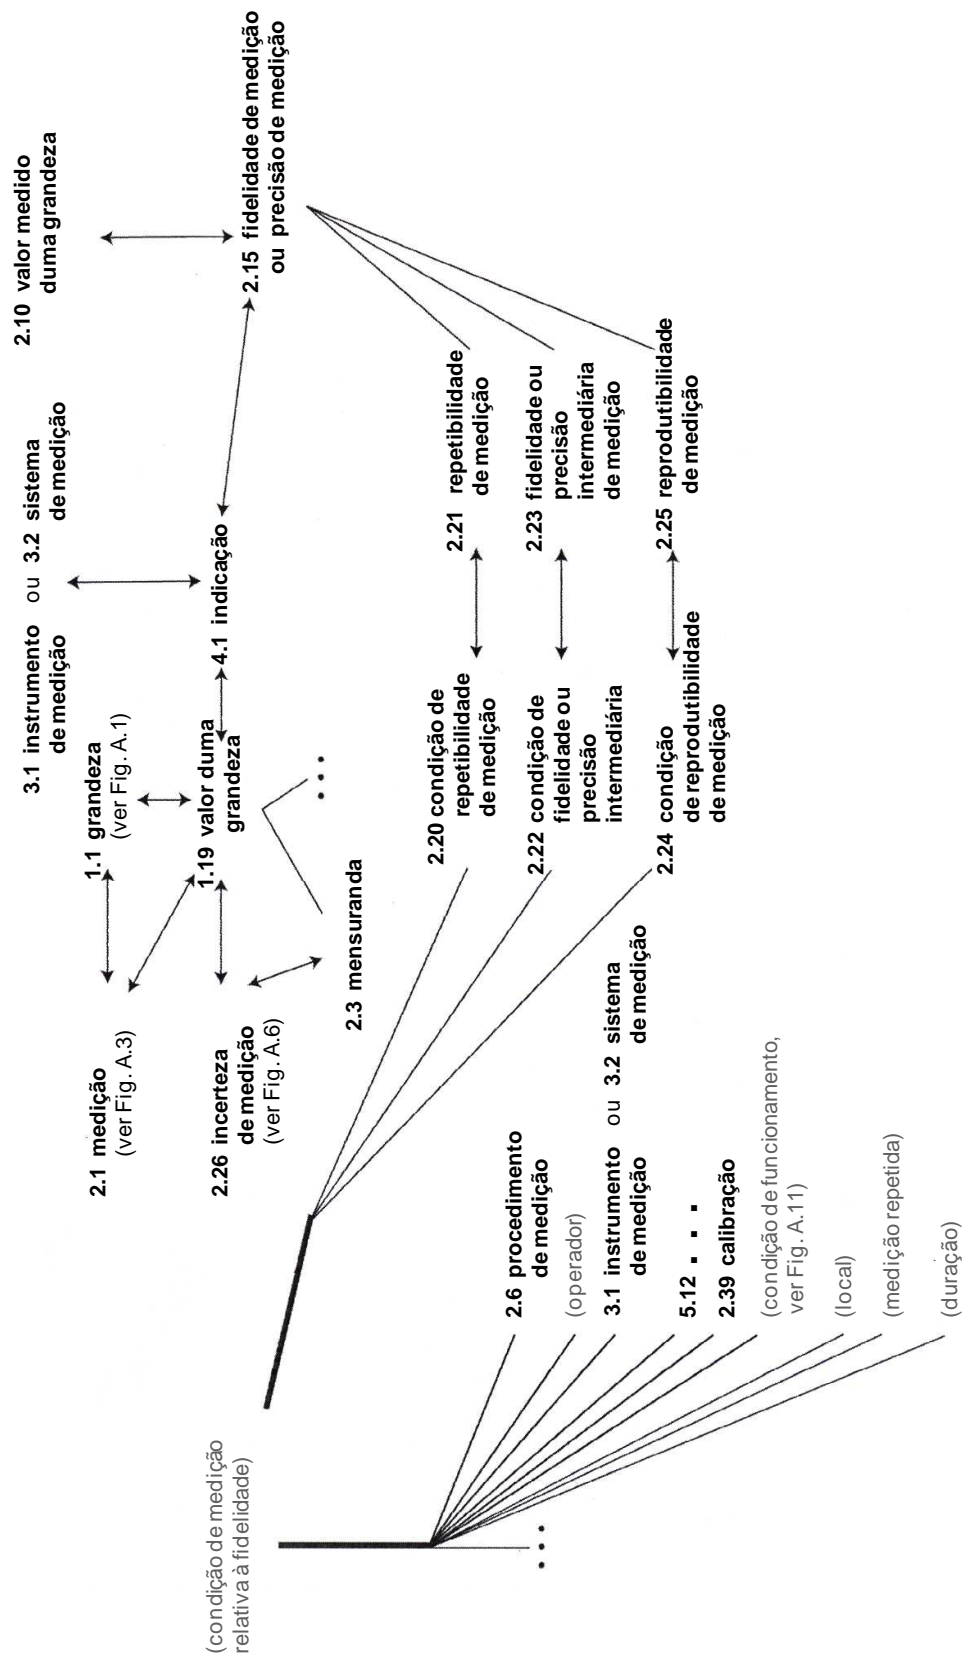 (condição de medição
relativa à fidelidade)
2.1 medição
(ver Fig. A.3)
1.1 grandeza
(ver Fig. A.1)
3.1 instrumento ou 3.2 sistema
de medição de medição
2.10 valor medido
duma grandeza
2.26 incerteza
de medição
(ver Fig. A.6)
1.19 valor duma
grandeza
4.1 indicação
2.15 fidelidade de medição
ou precisão de medição
2.3 mensuranda
...
2.20 condição de
repetibilidade
de medição
2.21 repetibilidade
de medição
2.22 condição de
fidelidade ou
precisão
intermediária
2.23 fidelidade ou
precisão
intermediária
de medição
2.24 condição
de reprodutibilidade
de medição
2.25 reprodutibilidade
de medição
...
2.6 procedimento
de medição
(operador)
3.1 instrumento ou 3.2 sistema
de medição de medição
5.12 . . .
2.39 calibração
(condição de funcionamento,
ver Fig. A.11)
(local)
(medição repetida)
(duração)